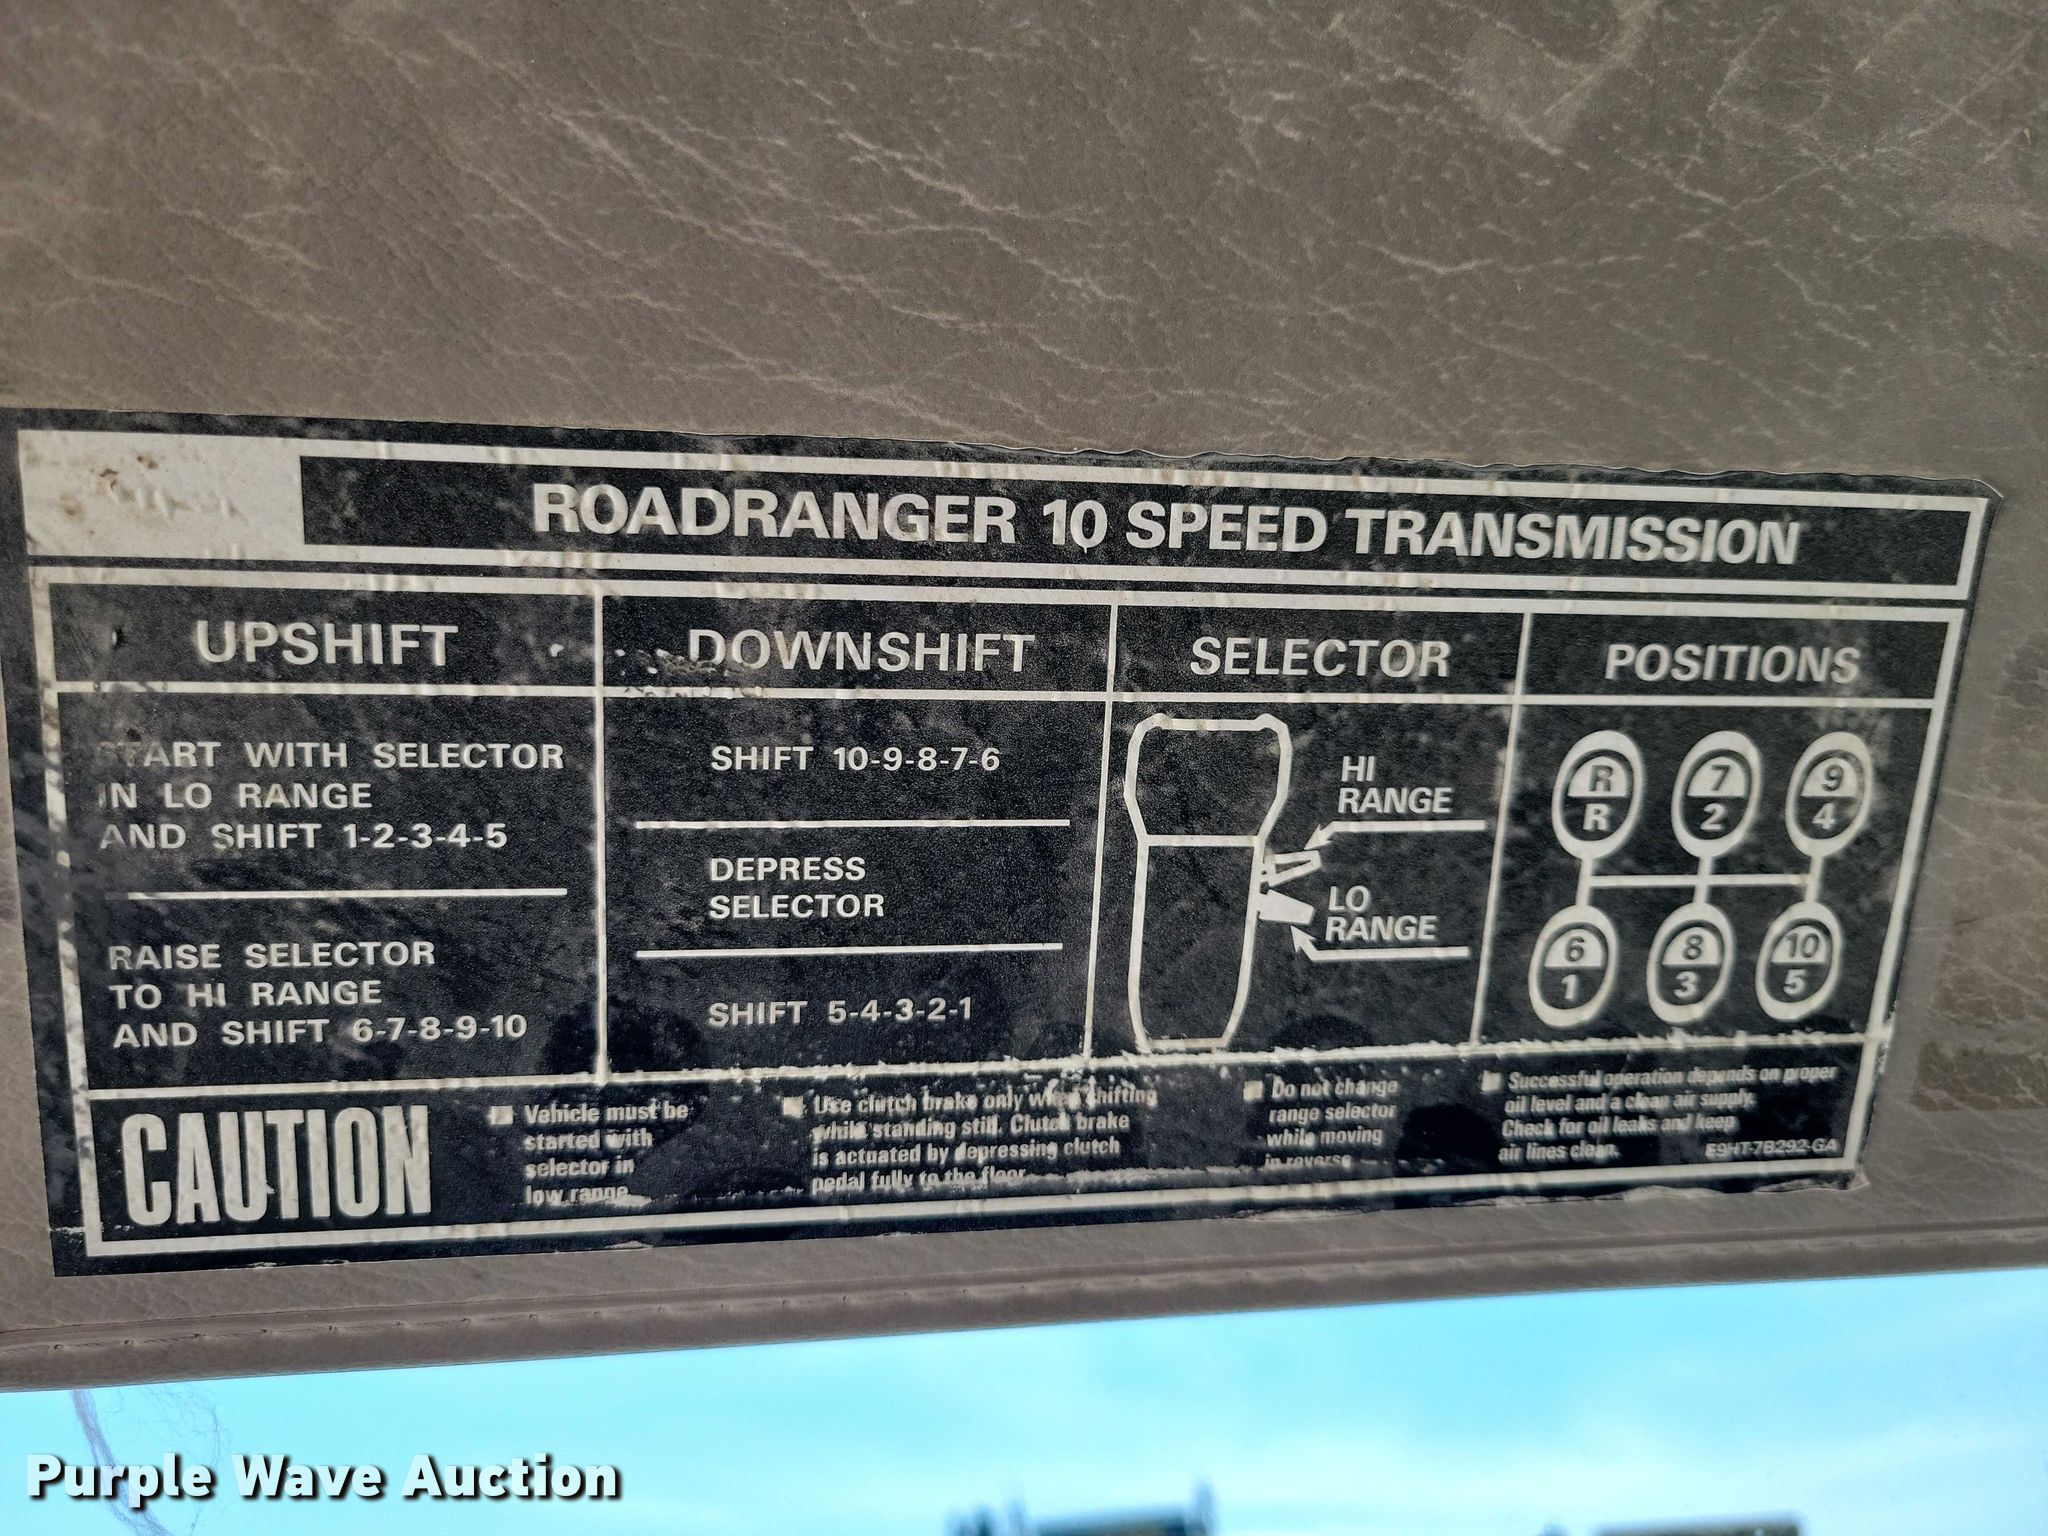 ROADRANGER 10 SPEED TRANSMISSION
UPSHIFT
START WITH SELECTOR
IN LO RANGE
AND SHIFT 1-2-3-4-5
RAISE SELECTOR
TO HI RANGE
AND SHIFT 6-7-8-9-10
DOWNSHIFT
SHIFT 10-9-8-7-6
DEPRESS
SELECTOR
SHIFT 5-4-3-2-1
SELECTOR
HI
RANGE
LO
RANGE
POSITIONS
R 7 9
R 2 4
6 8 10
1 3 5
CAUTION
Vehicle must be
started with
selector in
low range
Use clutch brake only when shifting
while standing still. Clutch brake
is actuated by depressing clutch
pedal fully to the floor
Do not change
range selector
while moving
in reverse
Successful operation depends on proper
oil level and a clean air supply.
Check for oil leaks and keep
air lines clean.
E9HT-7B292-GA
Purple Wave Auction